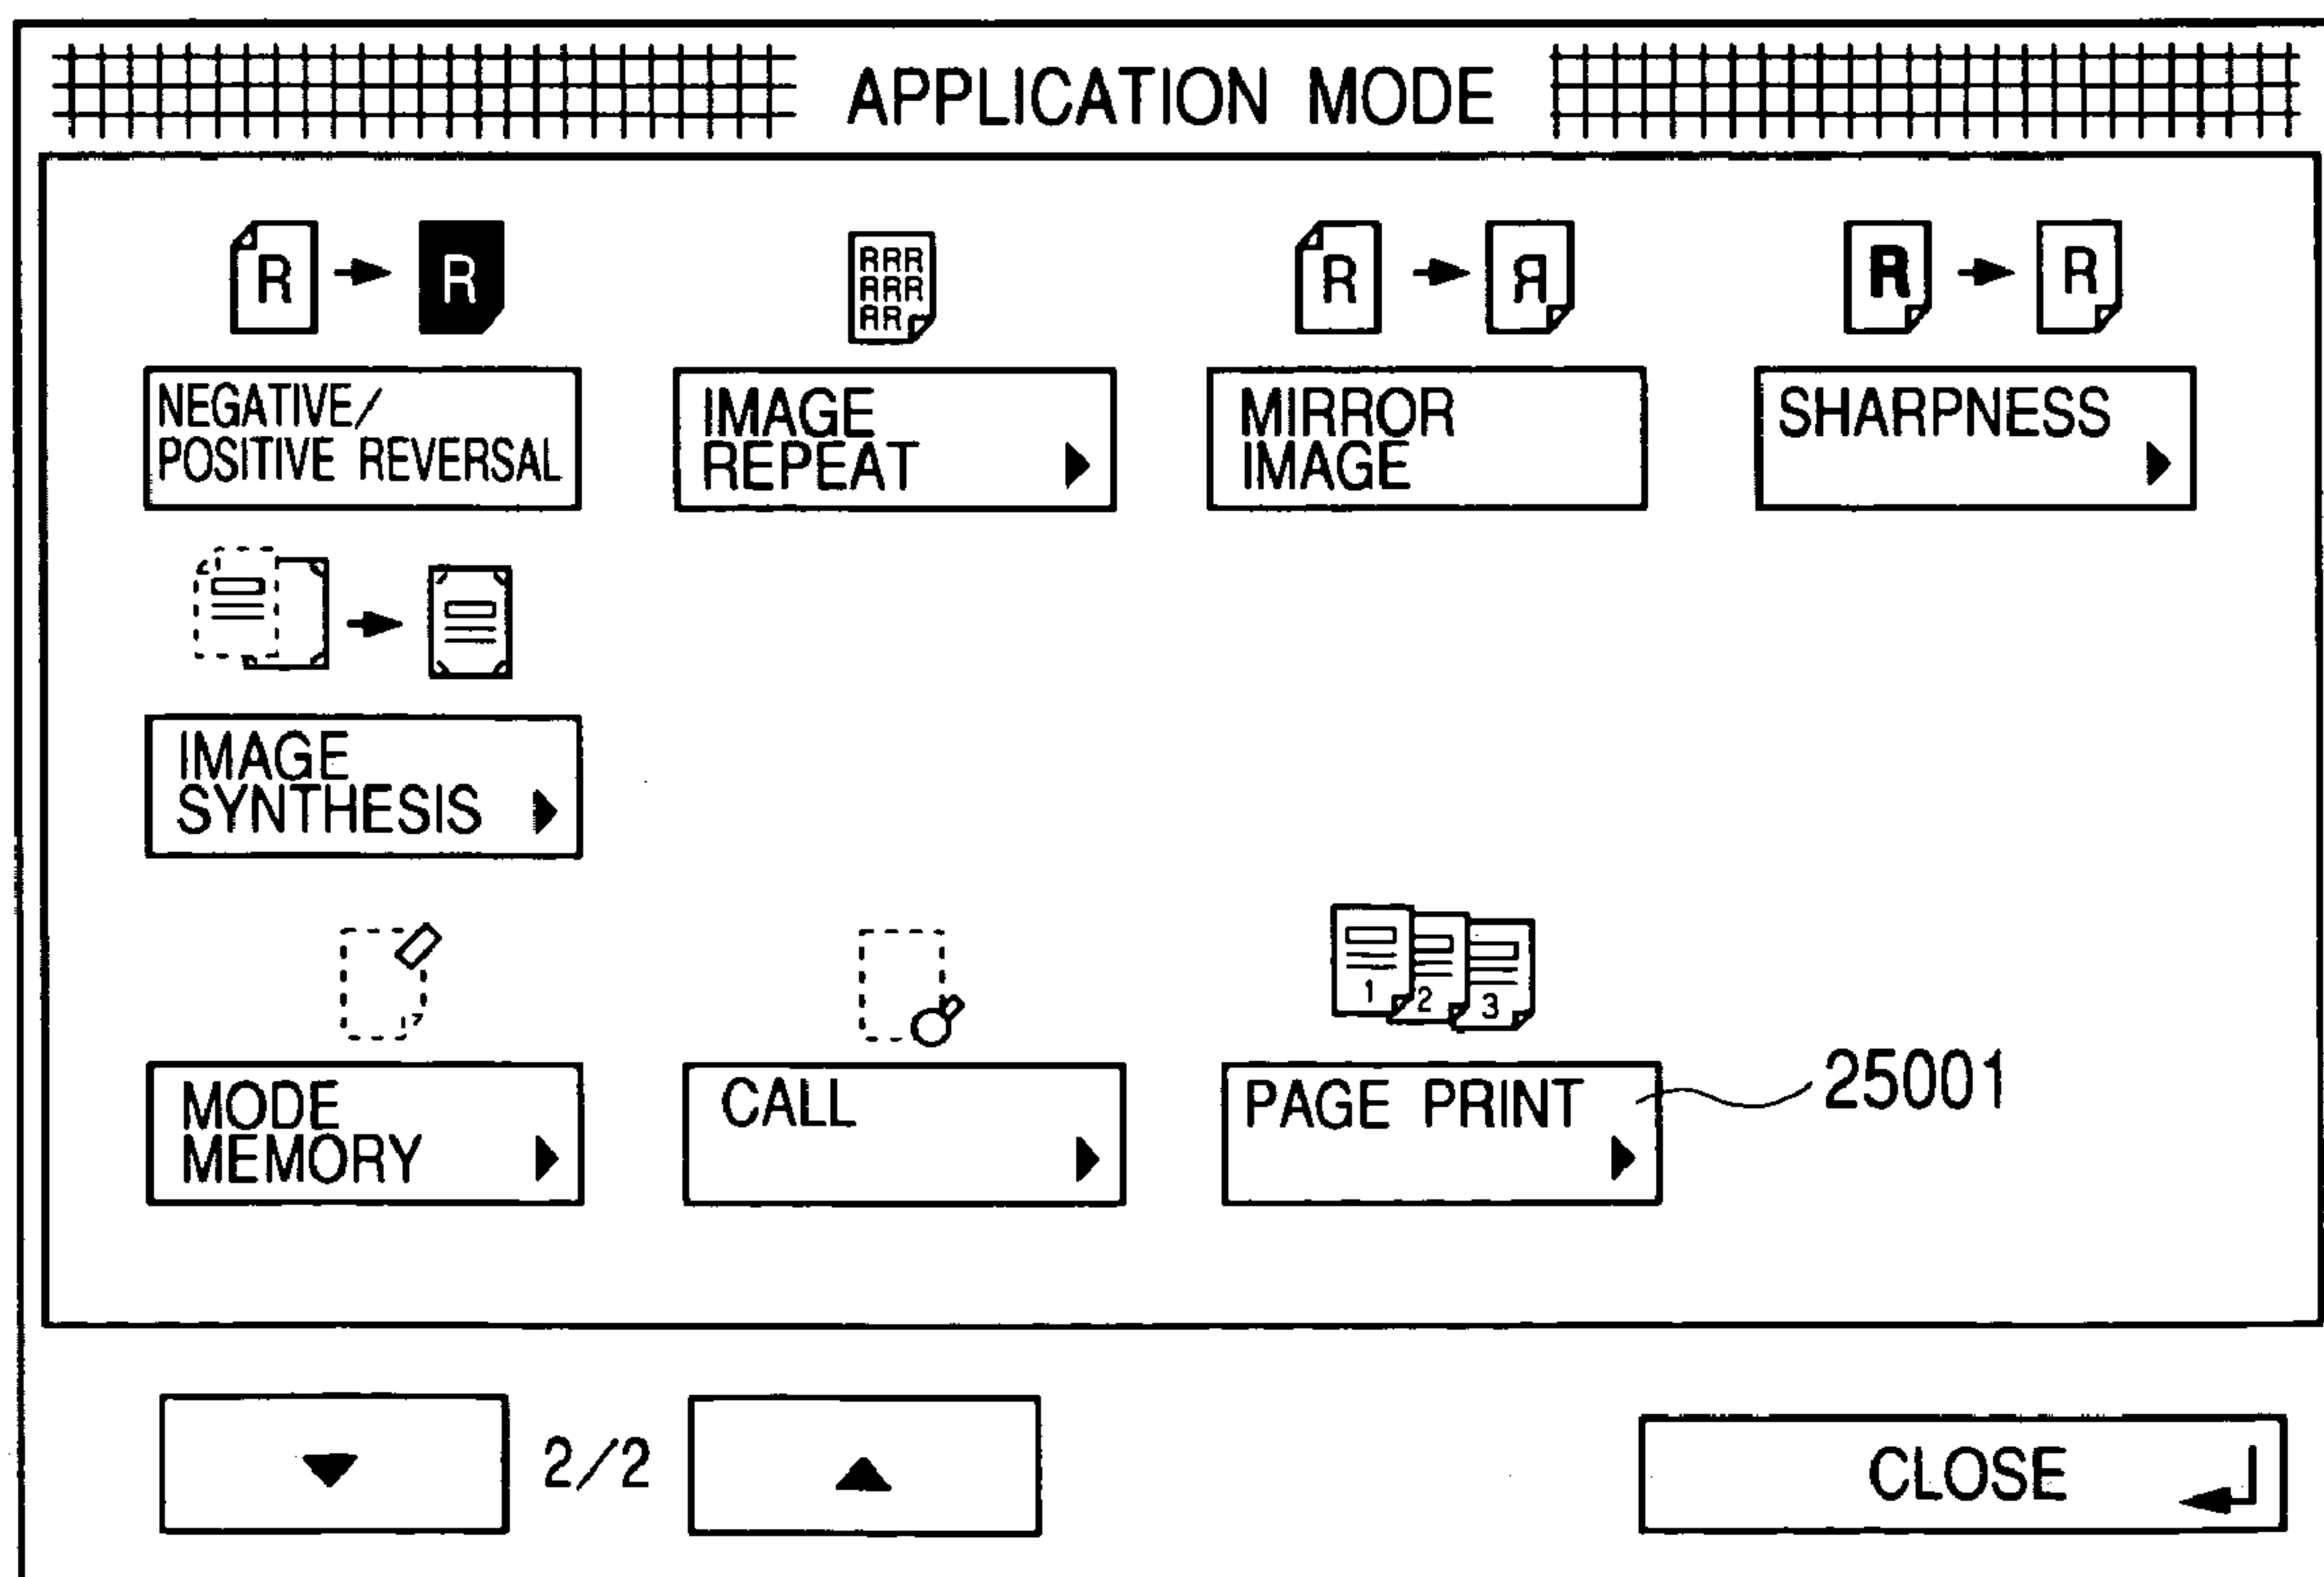 APPLICATION MODE
R R
RRR
RRR
RR
R Я
R R
NEGATIVE/
POSITIVE REVERSAL
IMAGE
REPEAT
MIRROR
IMAGE
SHARPNESS
IMAGE
SYNTHESIS
1 2 3
MODE
MEMORY
CALL
PAGE PRINT
25001
2/2
CLOSE